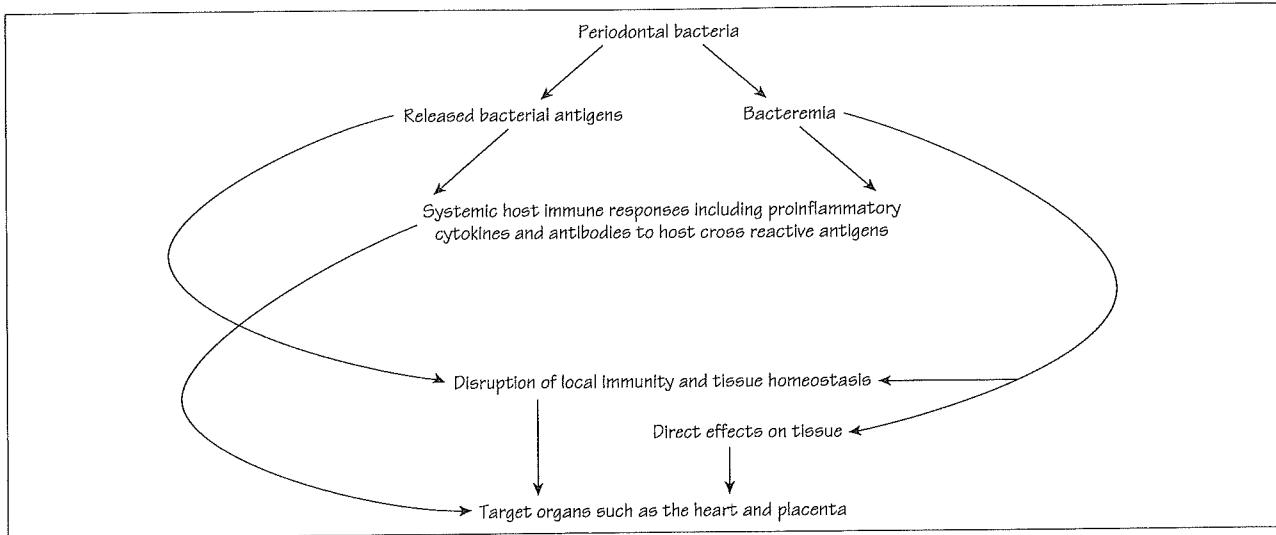 Periodontal bacteria
Released bacterial antigens
Bacteremia
Systemic host immune responses including proinflammatory
cytokines and antibodies to host cross reactive antigens
Disruption of local immunity and tissue homeostasis
Direct effects on tissue
Target organs such as the heart and placenta